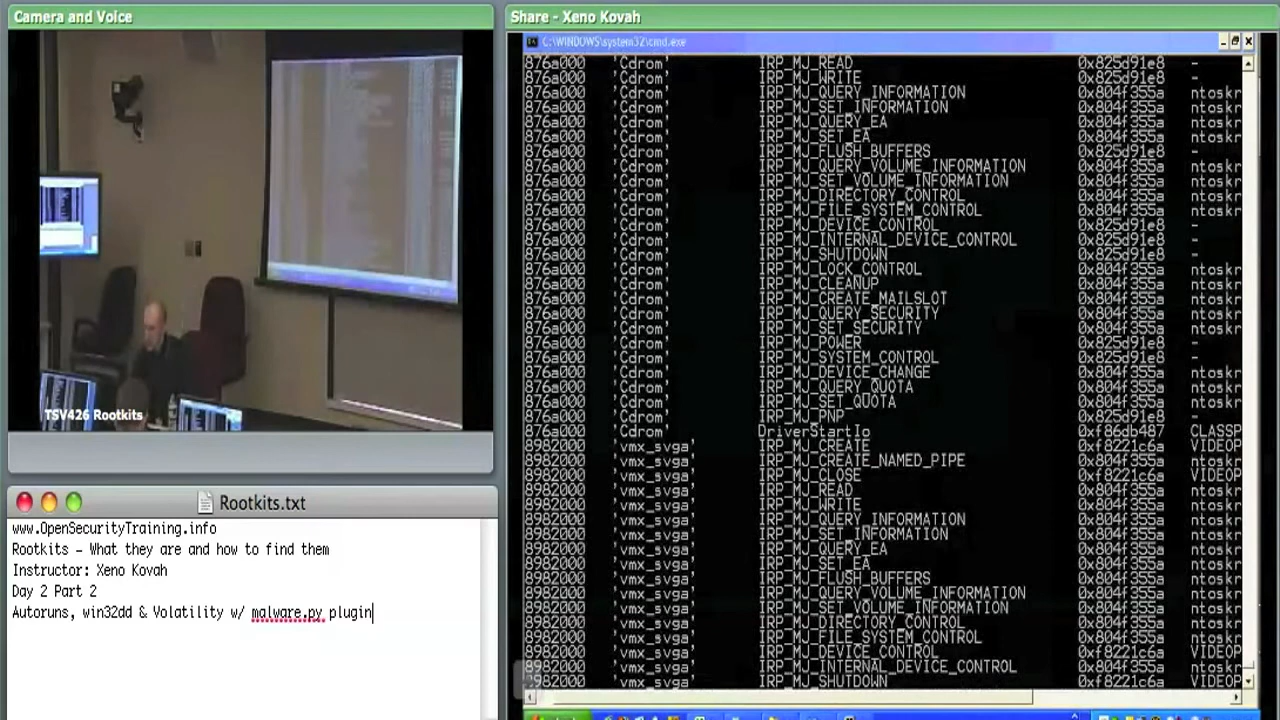 Camera and Voice
TSV426 Rootkits
Rootkits.txt
www.OpenSecurityTraining.info
Rootkits – What they are and how to find them
Instructor: Xeno Kovah
Day 2 Part 2
Autoruns, win32dd & Volatility w/ malware.py plugin
Share - Xeno Kovah
C:\WINDOWS\system32\cmd.exe
876a000 'Cdrom' IRP_MJ_READ 0x825d91e8 -
876a000 'Cdrom' IRP_MJ_WRITE 0x825d91e8 -
876a000 'Cdrom' IRP_MJ_QUERY_INFORMATION 0x804f355a ntoskr
876a000 'Cdrom' IRP_MJ_SET_INFORMATION 0x804f355a ntoskr
876a000 'Cdrom' IRP_MJ_QUERY_EA 0x804f355a ntoskr
876a000 'Cdrom' IRP_MJ_SET_EA 0x804f355a ntoskr
876a000 'Cdrom' IRP_MJ_FLUSH_BUFFERS 0x825d91e8 -
876a000 'Cdrom' IRP_MJ_QUERY_VOLUME_INFORMATION 0x804f355a ntoskr
876a000 'Cdrom' IRP_MJ_SET_VOLUME_INFORMATION 0x804f355a ntoskr
876a000 'Cdrom' IRP_MJ_DIRECTORY_CONTROL 0x804f355a ntoskr
876a000 'Cdrom' IRP_MJ_FILE_SYSTEM_CONTROL 0x804f355a ntoskr
876a000 'Cdrom' IRP_MJ_DEVICE_CONTROL 0x825d91e8 -
876a000 'Cdrom' IRP_MJ_INTERNAL_DEVICE_CONTROL 0x825d91e8 -
876a000 'Cdrom' IRP_MJ_SHUTDOWN 0x825d91e8 -
876a000 'Cdrom' IRP_MJ_LOCK_CONTROL 0x804f355a ntoskr
876a000 'Cdrom' IRP_MJ_CLEANUP 0x804f355a ntoskr
876a000 'Cdrom' IRP_MJ_CREATE_MAILSLOT 0x804f355a ntoskr
876a000 'Cdrom' IRP_MJ_QUERY_SECURITY 0x804f355a ntoskr
876a000 'Cdrom' IRP_MJ_SET_SECURITY 0x804f355a ntoskr
876a000 'Cdrom' IRP_MJ_POWER 0x825d91e8 -
876a000 'Cdrom' IRP_MJ_SYSTEM_CONTROL 0x825d91e8 -
876a000 'Cdrom' IRP_MJ_DEVICE_CHANGE 0x804f355a ntoskr
876a000 'Cdrom' IRP_MJ_QUERY_QUOTA 0x804f355a ntoskr
876a000 'Cdrom' IRP_MJ_SET_QUOTA 0x804f355a ntoskr
876a000 'Cdrom' IRP_MJ_PNP 0x825d91e8 -
876a000 'Cdrom' DriverStartIo 0xf86db487 CLASSP
8982000 'vmx_svga' IRP_MJ_CREATE 0xf8221c6a VIDEOP
8982000 'vmx_svga' IRP_MJ_CREATE_NAMED_PIPE 0x804f355a ntoskr
8982000 'vmx_svga' IRP_MJ_CLOSE 0xf8221c6a VIDEOP
8982000 'vmx_svga' IRP_MJ_READ 0x804f355a ntoskr
8982000 'vmx_svga' IRP_MJ_WRITE 0x804f355a ntoskr
8982000 'vmx_svga' IRP_MJ_QUERY_INFORMATION 0x804f355a ntoskr
8982000 'vmx_svga' IRP_MJ_SET_INFORMATION 0x804f355a ntoskr
8982000 'vmx_svga' IRP_MJ_QUERY_EA 0x804f355a ntoskr
8982000 'vmx_svga' IRP_MJ_SET_EA 0x804f355a ntoskr
8982000 'vmx_svga' IRP_MJ_FLUSH_BUFFERS 0x804f355a ntoskr
8982000 'vmx_svga' IRP_MJ_QUERY_VOLUME_INFORMATION 0x804f355a ntoskr
8982000 'vmx_svga' IRP_MJ_SET_VOLUME_INFORMATION 0x804f355a ntoskr
8982000 'vmx_svga' IRP_MJ_DIRECTORY_CONTROL 0x804f355a ntoskr
8982000 'vmx_svga' IRP_MJ_FILE_SYSTEM_CONTROL 0x804f355a ntoskr
8982000 'vmx_svga' IRP_MJ_DEVICE_CONTROL 0xf8221c6a VIDEOP
8982000 'vmx_svga' IRP_MJ_INTERNAL_DEVICE_CONTROL 0x804f355a ntoskr
8982000 'vmx_svga' IRP_MJ_SHUTDOWN 0xf8221c6a VIDEOP